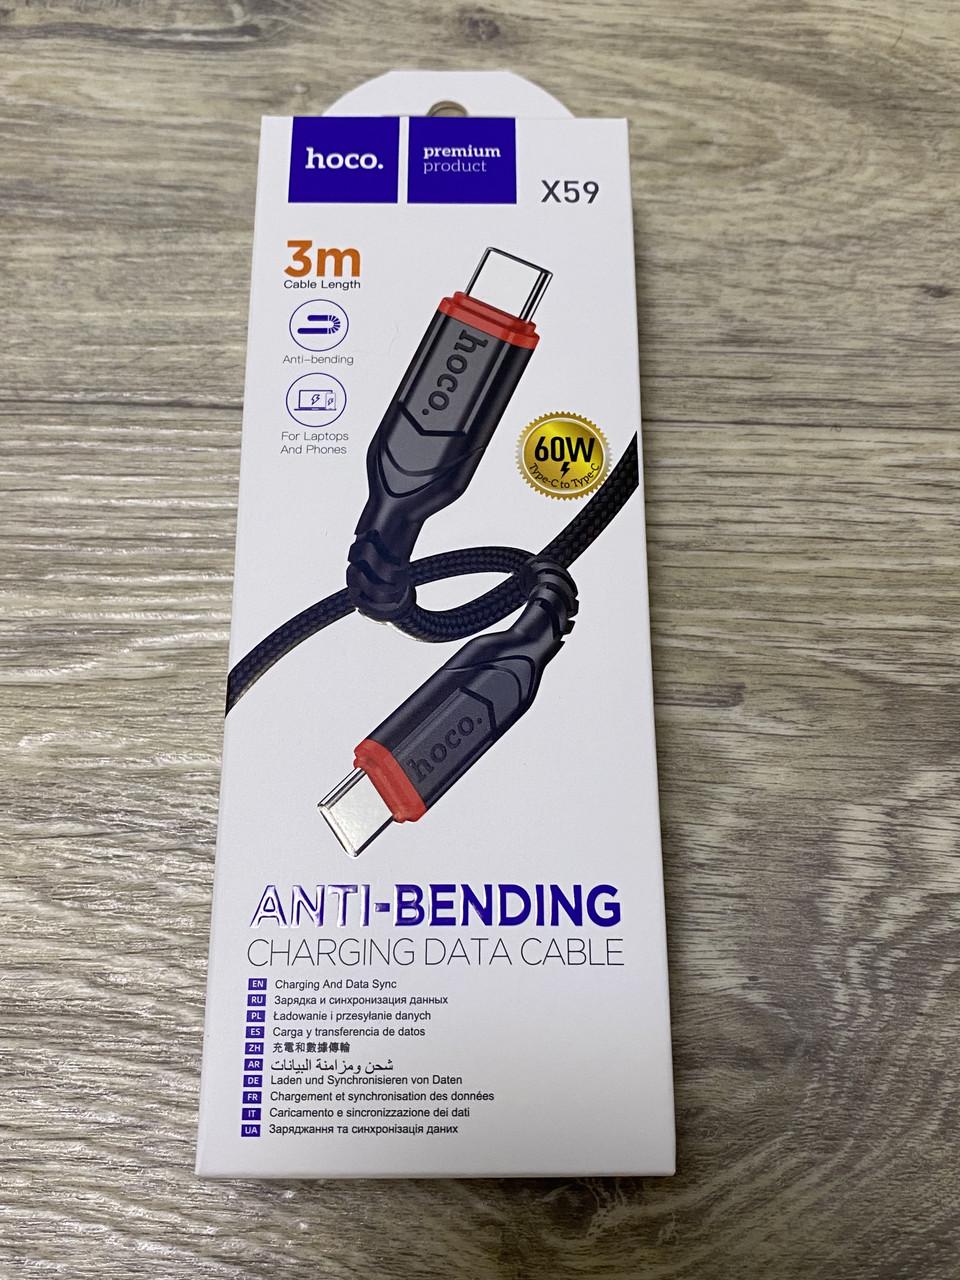 hoco.
premium
product
X59
3m
Cable Length
Anti-bending
For Laptops
And Phones
hoco.
60W
Type-C to Type-C
hoco.
ANTI-BENDING
CHARGING DATA CABLE
EN Charging And Data Sync
RU Зарядка и синхронизация данных
PL Ładowanie i przesyłanie danych
ES Carga y transferencia de datos
ZH 充電和數據傳輸
AR شحن ومزامنة البيانات
DE Laden und Synchronisieren von Daten
FR Chargement et synchronisation des données
IT Caricamento e sincronizzazione dei dati
UA Заряджання та синхронізація даних